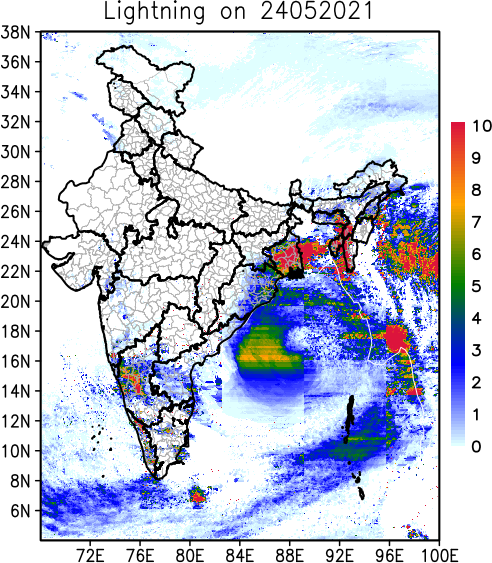 Lightning on 24052021
38N
36N
34N
32N
30N
28N
26N
24N
22N
20N
18N
16N
14N
12N
10N
8N
6N
72E 76E 80E 84E 88E 92E 96E 100E
10
9
8
7
6
5
4
3
2
1
0